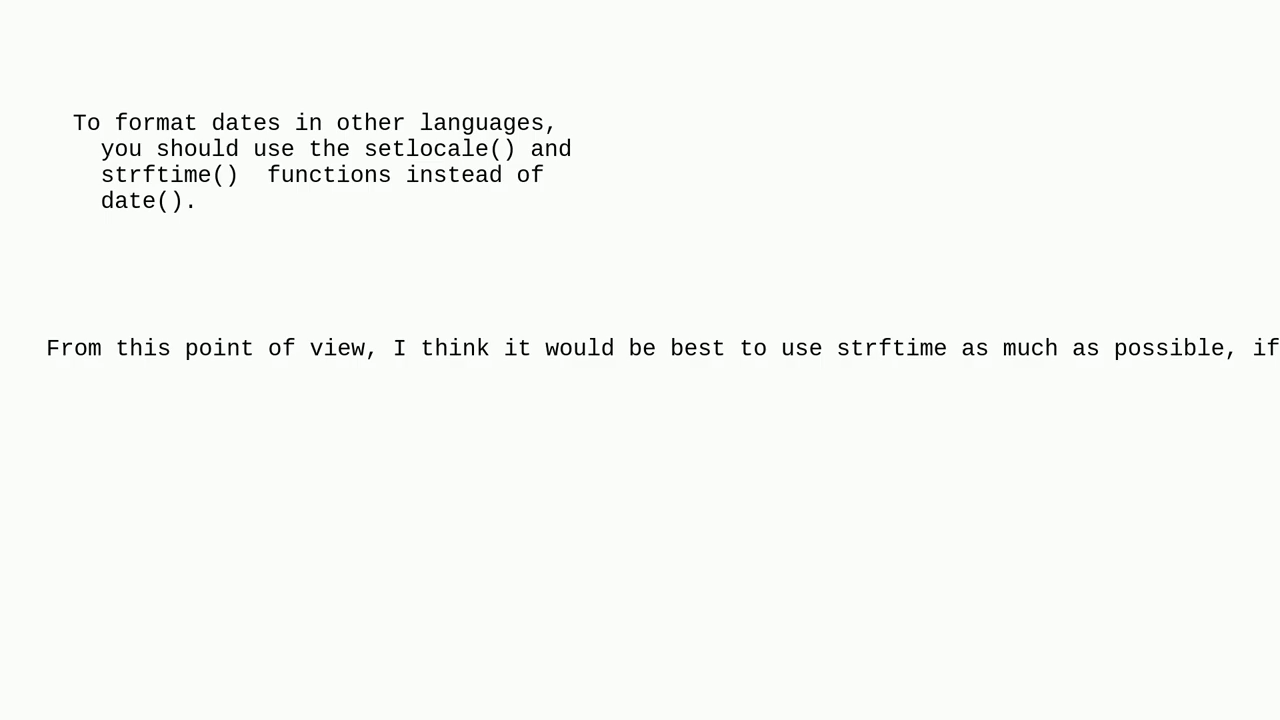 To format dates in other languages,
you should use the setlocale() and
strftime()  functions instead of
date().
From this point of view, I think it would be best to use strftime as much as possible, if